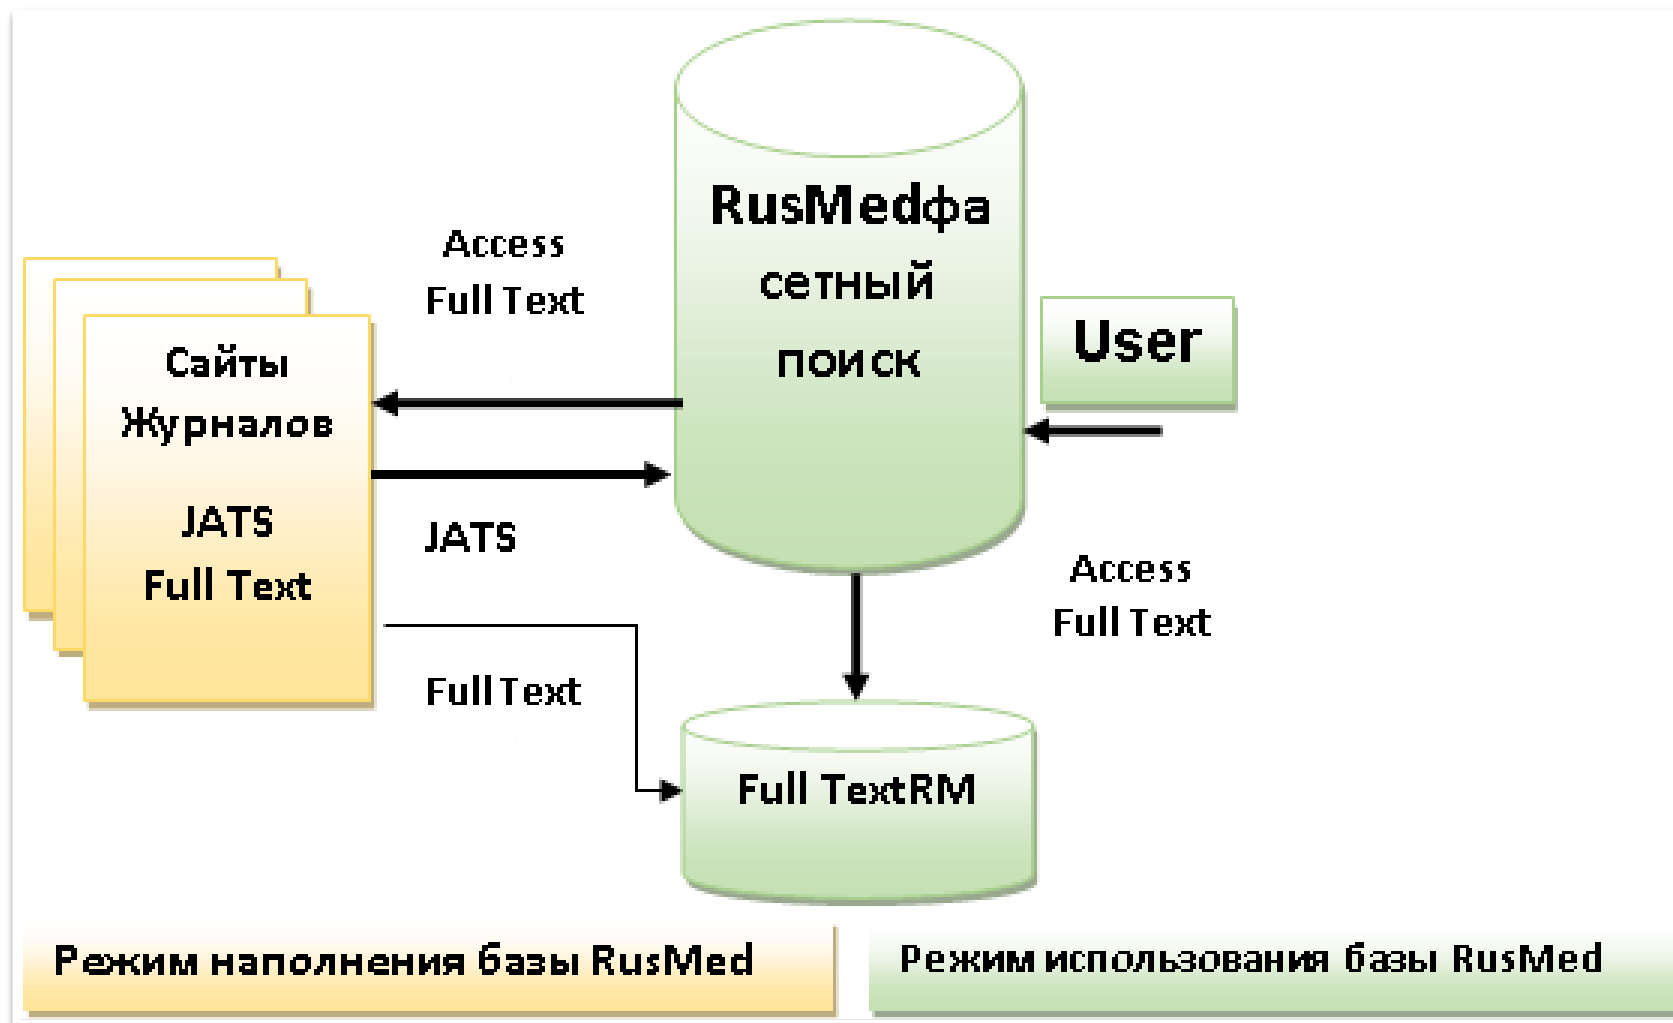 RusMedфа
сетный
поиск
Access
Full Text
User
Сайты
Журналов
JATS
Full Text
JATS
Access
Full Text
Full Text
Full TextRM
Режим наполнения базы RusMed
Режим использования базы RusMed